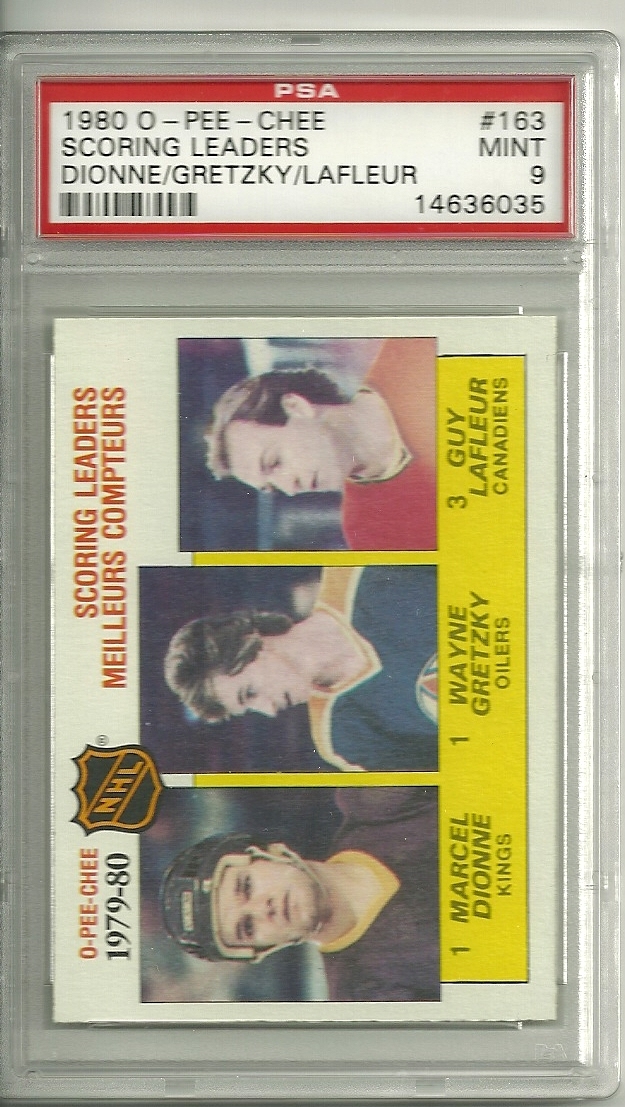 PSA
1980 O-PEE-CHEE #163
SCORING LEADERS MINT
DIONNE/GRETZKY/LAFLEUR 9
14636035
O-PEE-CHEE
1979-80
NHL®
SCORING LEADERS
MEILLEURS COMPTEURS
1 MARCEL
DIONNE
KINGS
1 WAYNE
GRETZKY
OILERS
3 GUY
LAFLEUR
CANADIENS